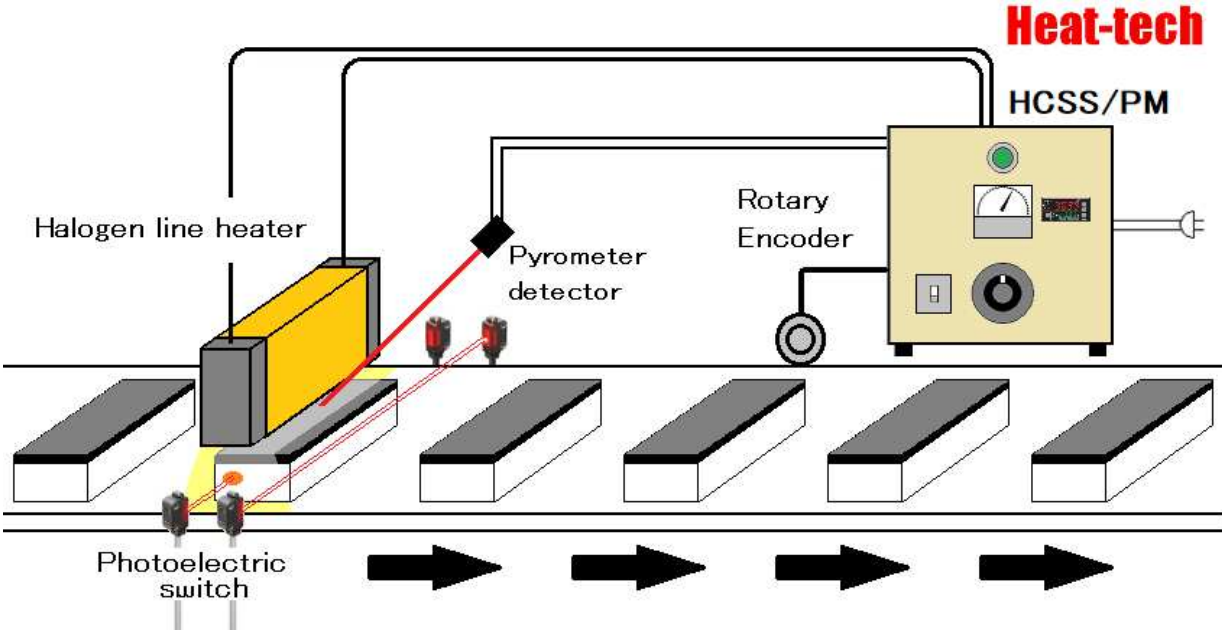 Heat-tech
HCSS/PM
Halogen line heater
Pyrometer
detector
Rotary
Encoder
Photoelectric
switch